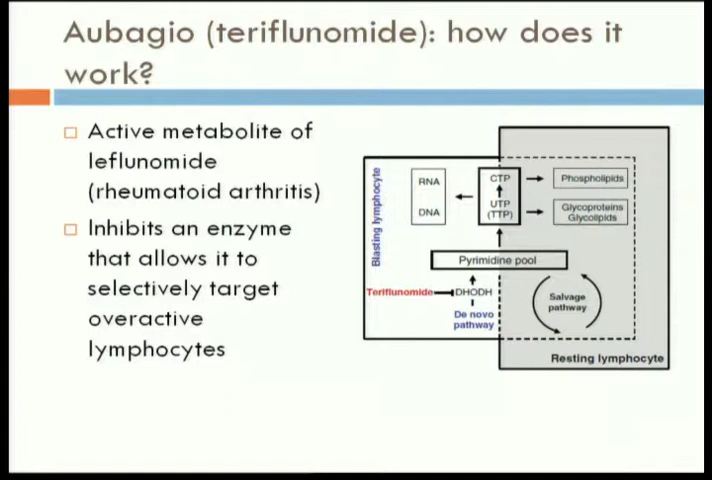 Aubagio (teriflunomide): how does it
work?
Active metabolite of
leflunomide
(rheumatoid arthritis)
Inhibits an enzyme
that allows it to
selectively target
overactive
lymphocytes
Blasting lymphocyte
RNA
DNA
CTP
UTP
(TTP)
Phospholipids
Glycoproteins
Glycolipids
Pyrimidine pool
Teriflunomide
DHODH
De novo
pathway
Salvage
pathway
Resting lymphocyte